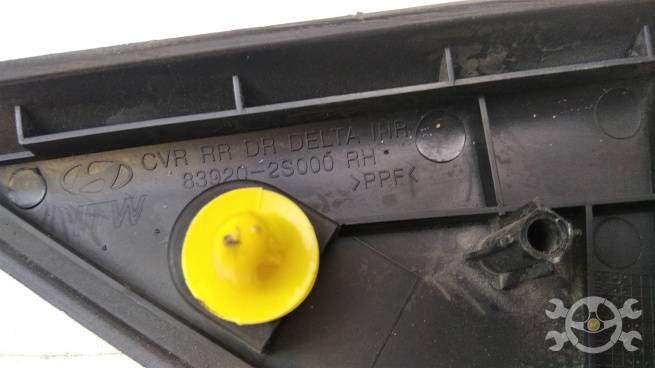 CVR RR DR DELTA INR
83920-2S000 RH
>PPF<